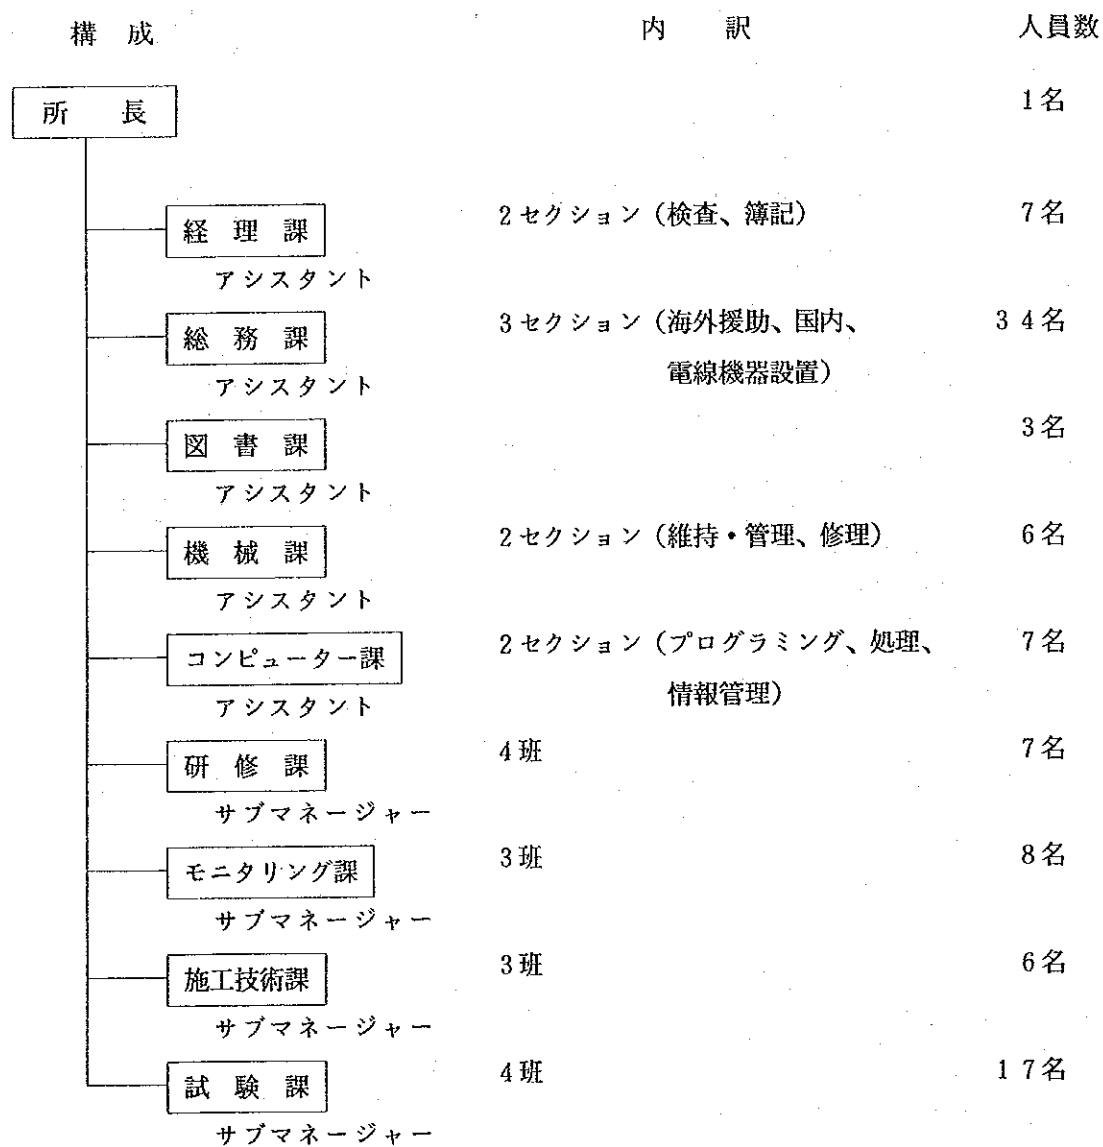 構成 内訳 人員数
所長 1名
経理課 2セクション（検査、簿記） 7名
アシスタント
総務課 3セクション（海外援助、国内、 34名
電線機器設置）
アシスタント
図書課 3名
アシスタント
機械課 2セクション（維持・管理、修理） 6名
アシスタント
コンピューター課 2セクション（プログラミング、処理、 7名
情報管理）
アシスタント
研修課 4班 7名
サブマネージャー
モニタリング課 3班 8名
サブマネージャー
施工技術課 3班 6名
サブマネージャー
試験課 4班 17名
サブマネージャー